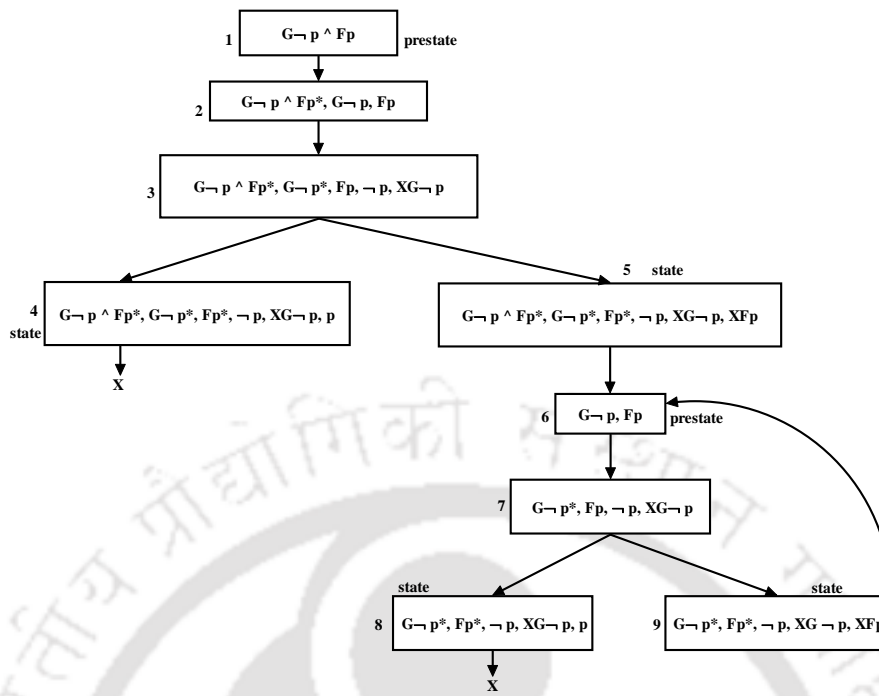 1
G¬ p ^ Fp
prestate
2
G¬ p ^ Fp*, G¬ p, Fp
3
G¬ p ^ Fp*, G¬ p*, Fp, ¬ p, XG¬ p
4
state
G¬ p ^ Fp*, G¬ p*, Fp*, ¬ p, XG¬ p, p
X
5 state
G¬ p ^ Fp*, G¬ p*, Fp*, ¬ p, XG¬ p, XFp
6
G¬ p, Fp
prestate
7
G¬ p*, Fp, ¬ p, XG¬ p
state
8
G¬ p*, Fp*, ¬ p, XG¬ p, p
X
state
9
G¬ p*, Fp*, ¬ p, XG ¬ p, XFp
प्रौद्योगिकी संस्थान